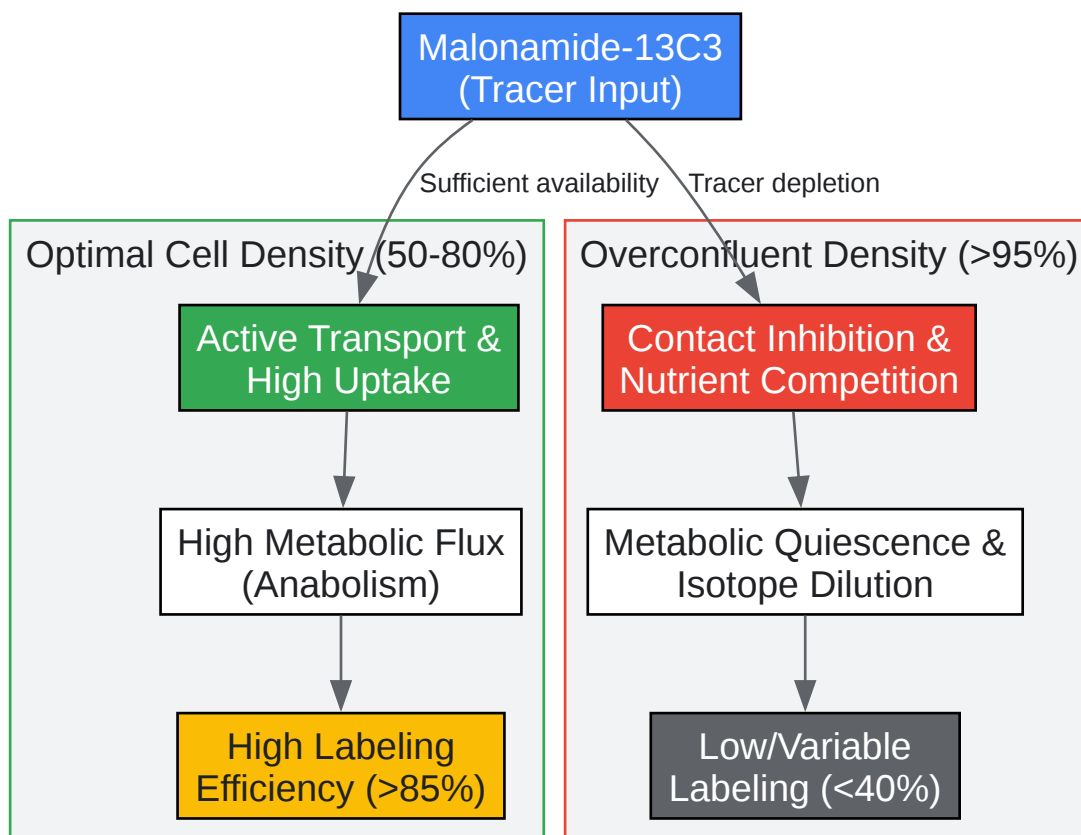 Malonamide-13C3
(Tracer Input)
Sufficient availability
Tracer depletion
Optimal Cell Density (50-80%)
Active Transport &
High Uptake
High Metabolic Flux
(Anabolism)
High Labeling
Efficiency (>85%)
Overconfluent Density (>95%)
Contact Inhibition &
Nutrient Competition
Metabolic Quiescence &
Isotope Dilution
Low/Variable
Labeling (<40%)